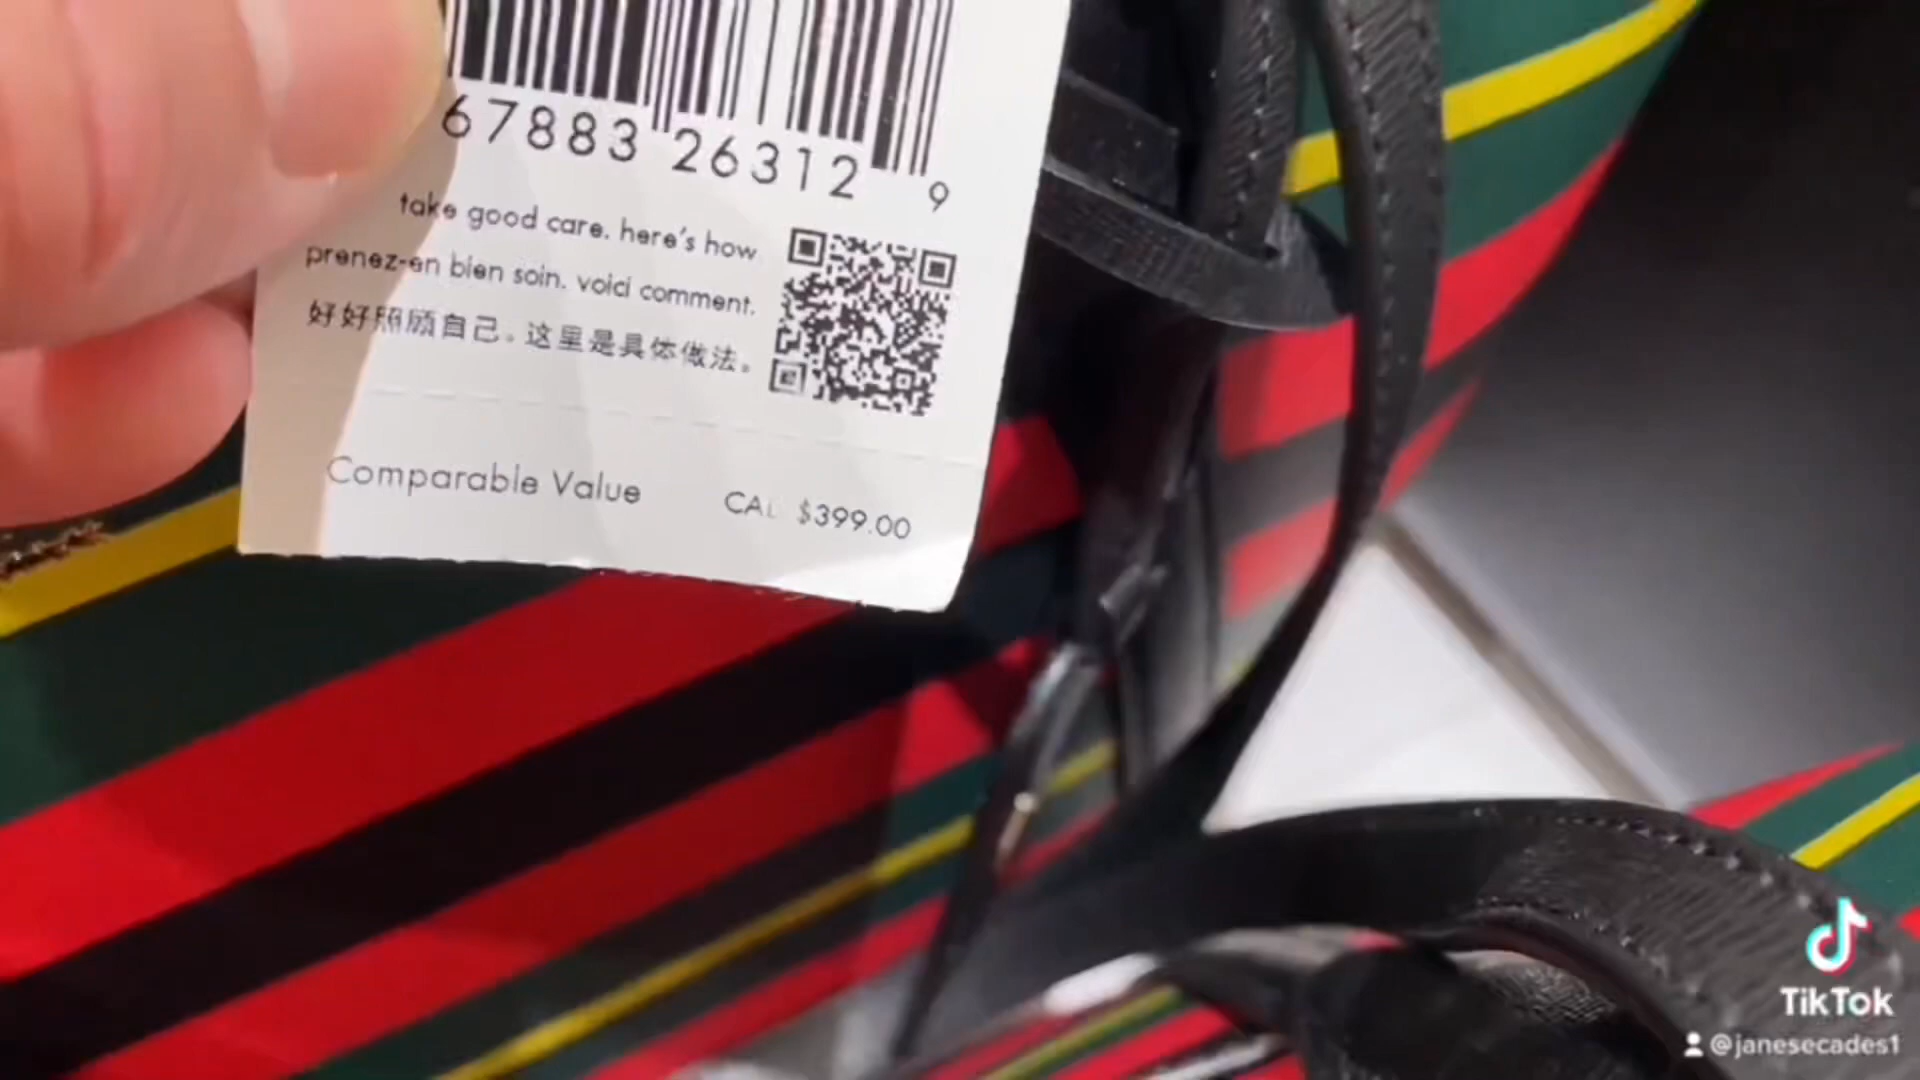 67883 26312 9
take good care. here's how
prenez-en bien soin. voici comment.
好好照顾自己。这里是具体做法。
Comparable Value CAD $399.00
TikTok
@janesecades1